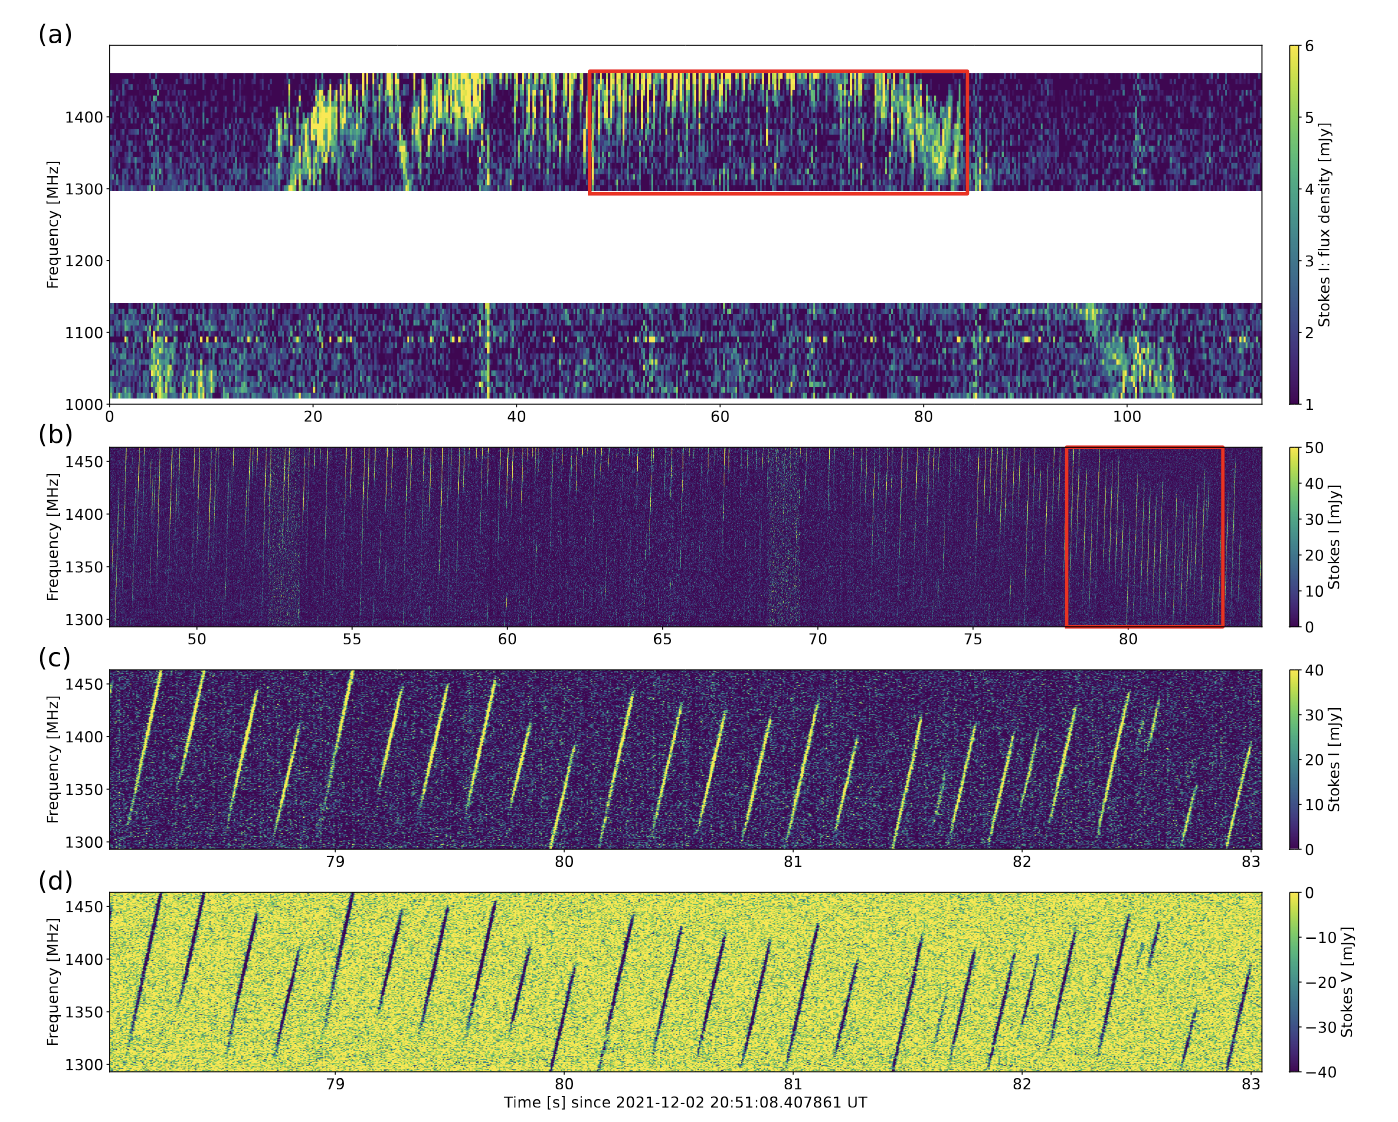 (a)
Frequency [MHz]
1400
1300
1200
1100
1000
0 20 40 60 80 100
6
5
4
3
2
1
Stokes I: flux density [mJy]
(b)
Frequency [MHz]
1450
1400
1350
1300
50 55 60 65 70 75 80
50
40
30
20
10
0
Stokes I [mJy]
(c)
Frequency [MHz]
1450
1400
1350
1300
79 80 81 82 83
40
30
20
10
0
Stokes I [mJy]
(d)
Frequency [MHz]
1450
1400
1350
1300
79 80 81 82 83
0
−10
−20
−30
−40
Stokes V [mJy]
Time [s] since 2021-12-02 20:51:08.407861 UT